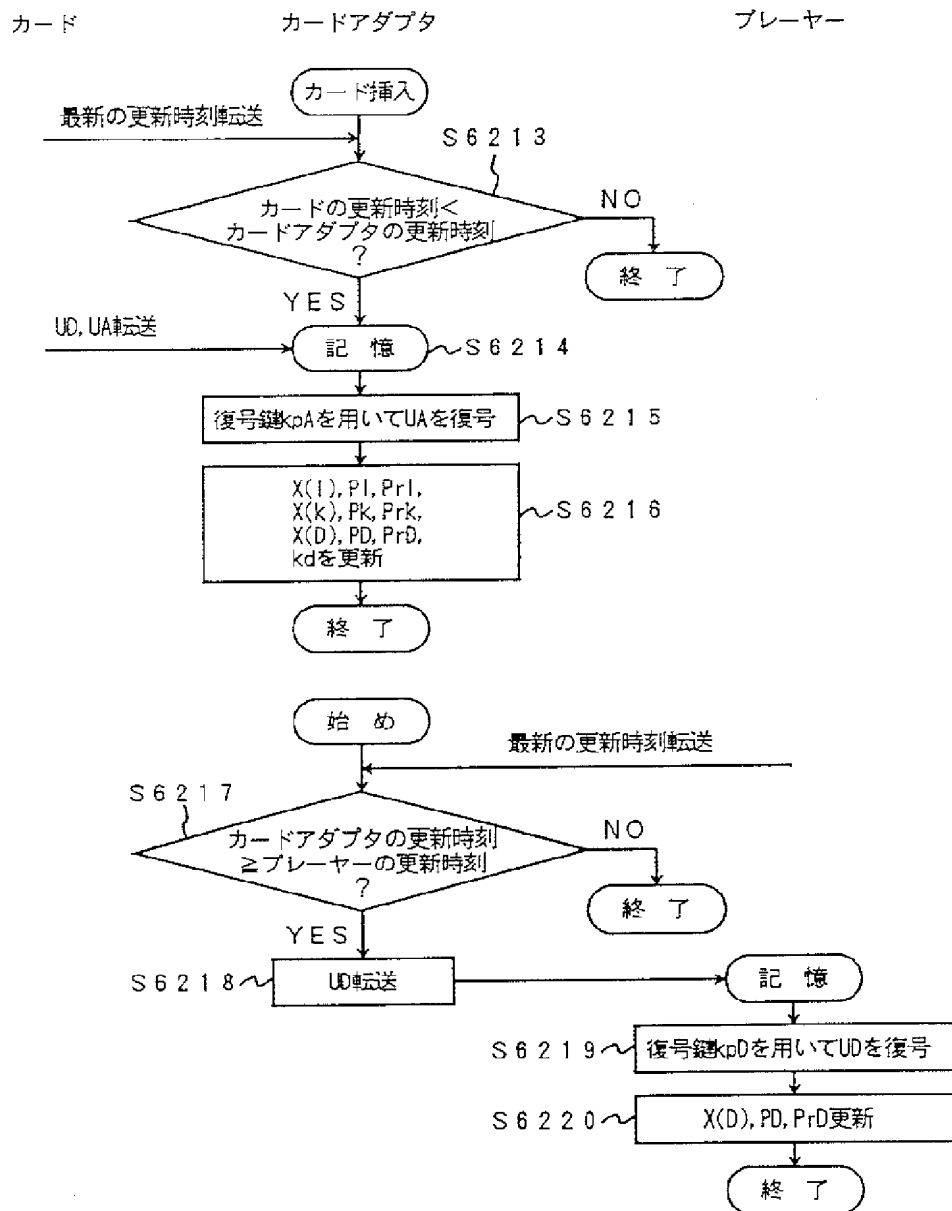 カード
カードアダプタ
プレーヤー
カード挿入
最新の更新時刻転送
S6213
カードの更新時刻<
カードアダプタの更新時刻
?
NO
終 了
YES
UD,UA転送
記 憶
S6214
復号鍵kpAを用いてUAを復号
S6215
X(I),PI,PrI,
X(k),Pk,Prk,
X(D),PD,PrD,
kdを更新
S6216
終 了
始 め
最新の更新時刻転送
S6217
カードアダプタの更新時刻
≧プレーヤーの更新時刻
?
NO
終 了
YES
S6218
UD転送
記 憶
S6219
復号鍵kpDを用いてUDを復号
S6220
X(D),PD,PrD更新
終 了